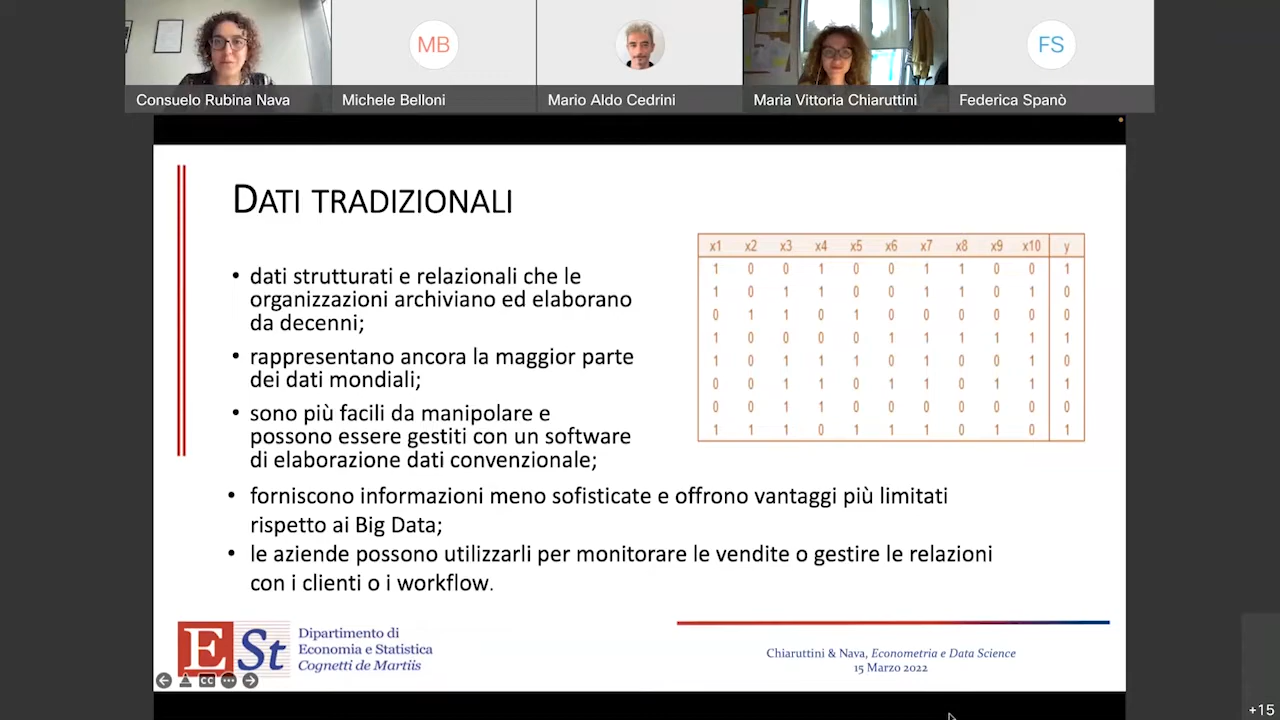 MB
FS
Consuelo Rubina Nava
Michele Belloni
Mario Aldo Cedrini
Maria Vittoria Chiaruttini
Federica Spanò
DATI TRADIZIONALI
• dati strutturati e relazionali che le
organizzazioni archiviano ed elaborano
da decenni;
• rappresentano ancora la maggior parte
dei dati mondiali;
• sono più facili da manipolare e
possono essere gestiti con un software
di elaborazione dati convenzionale;
• forniscono informazioni meno sofisticate e offrono vantaggi più limitati
rispetto ai Big Data;
• le aziende possono utilizzarli per monitorare le vendite o gestire le relazioni
con i clienti o i workflow.
x1 x2 x3 x4 x5 x6 x7 x8 x9 x10 y
1 0 0 1 0 0 1 1 0 0 1
1 0 1 1 0 0 1 1 0 1 0
0 1 1 0 1 0 0 0 0 0 0
1 0 0 0 0 1 1 1 1 1 1
1 0 1 1 1 0 1 0 0 1 0
0 0 1 1 0 1 1 0 1 1 1
0 0 1 1 0 0 0 0 0 0 0
1 1 1 0 1 1 1 0 1 0 1
ESt
Dipartimento di
Economia e Statistica
Cognetti de Martiis
CC
Chiaruttini & Nava, Econometria e Data Science
15 Marzo 2022
+15